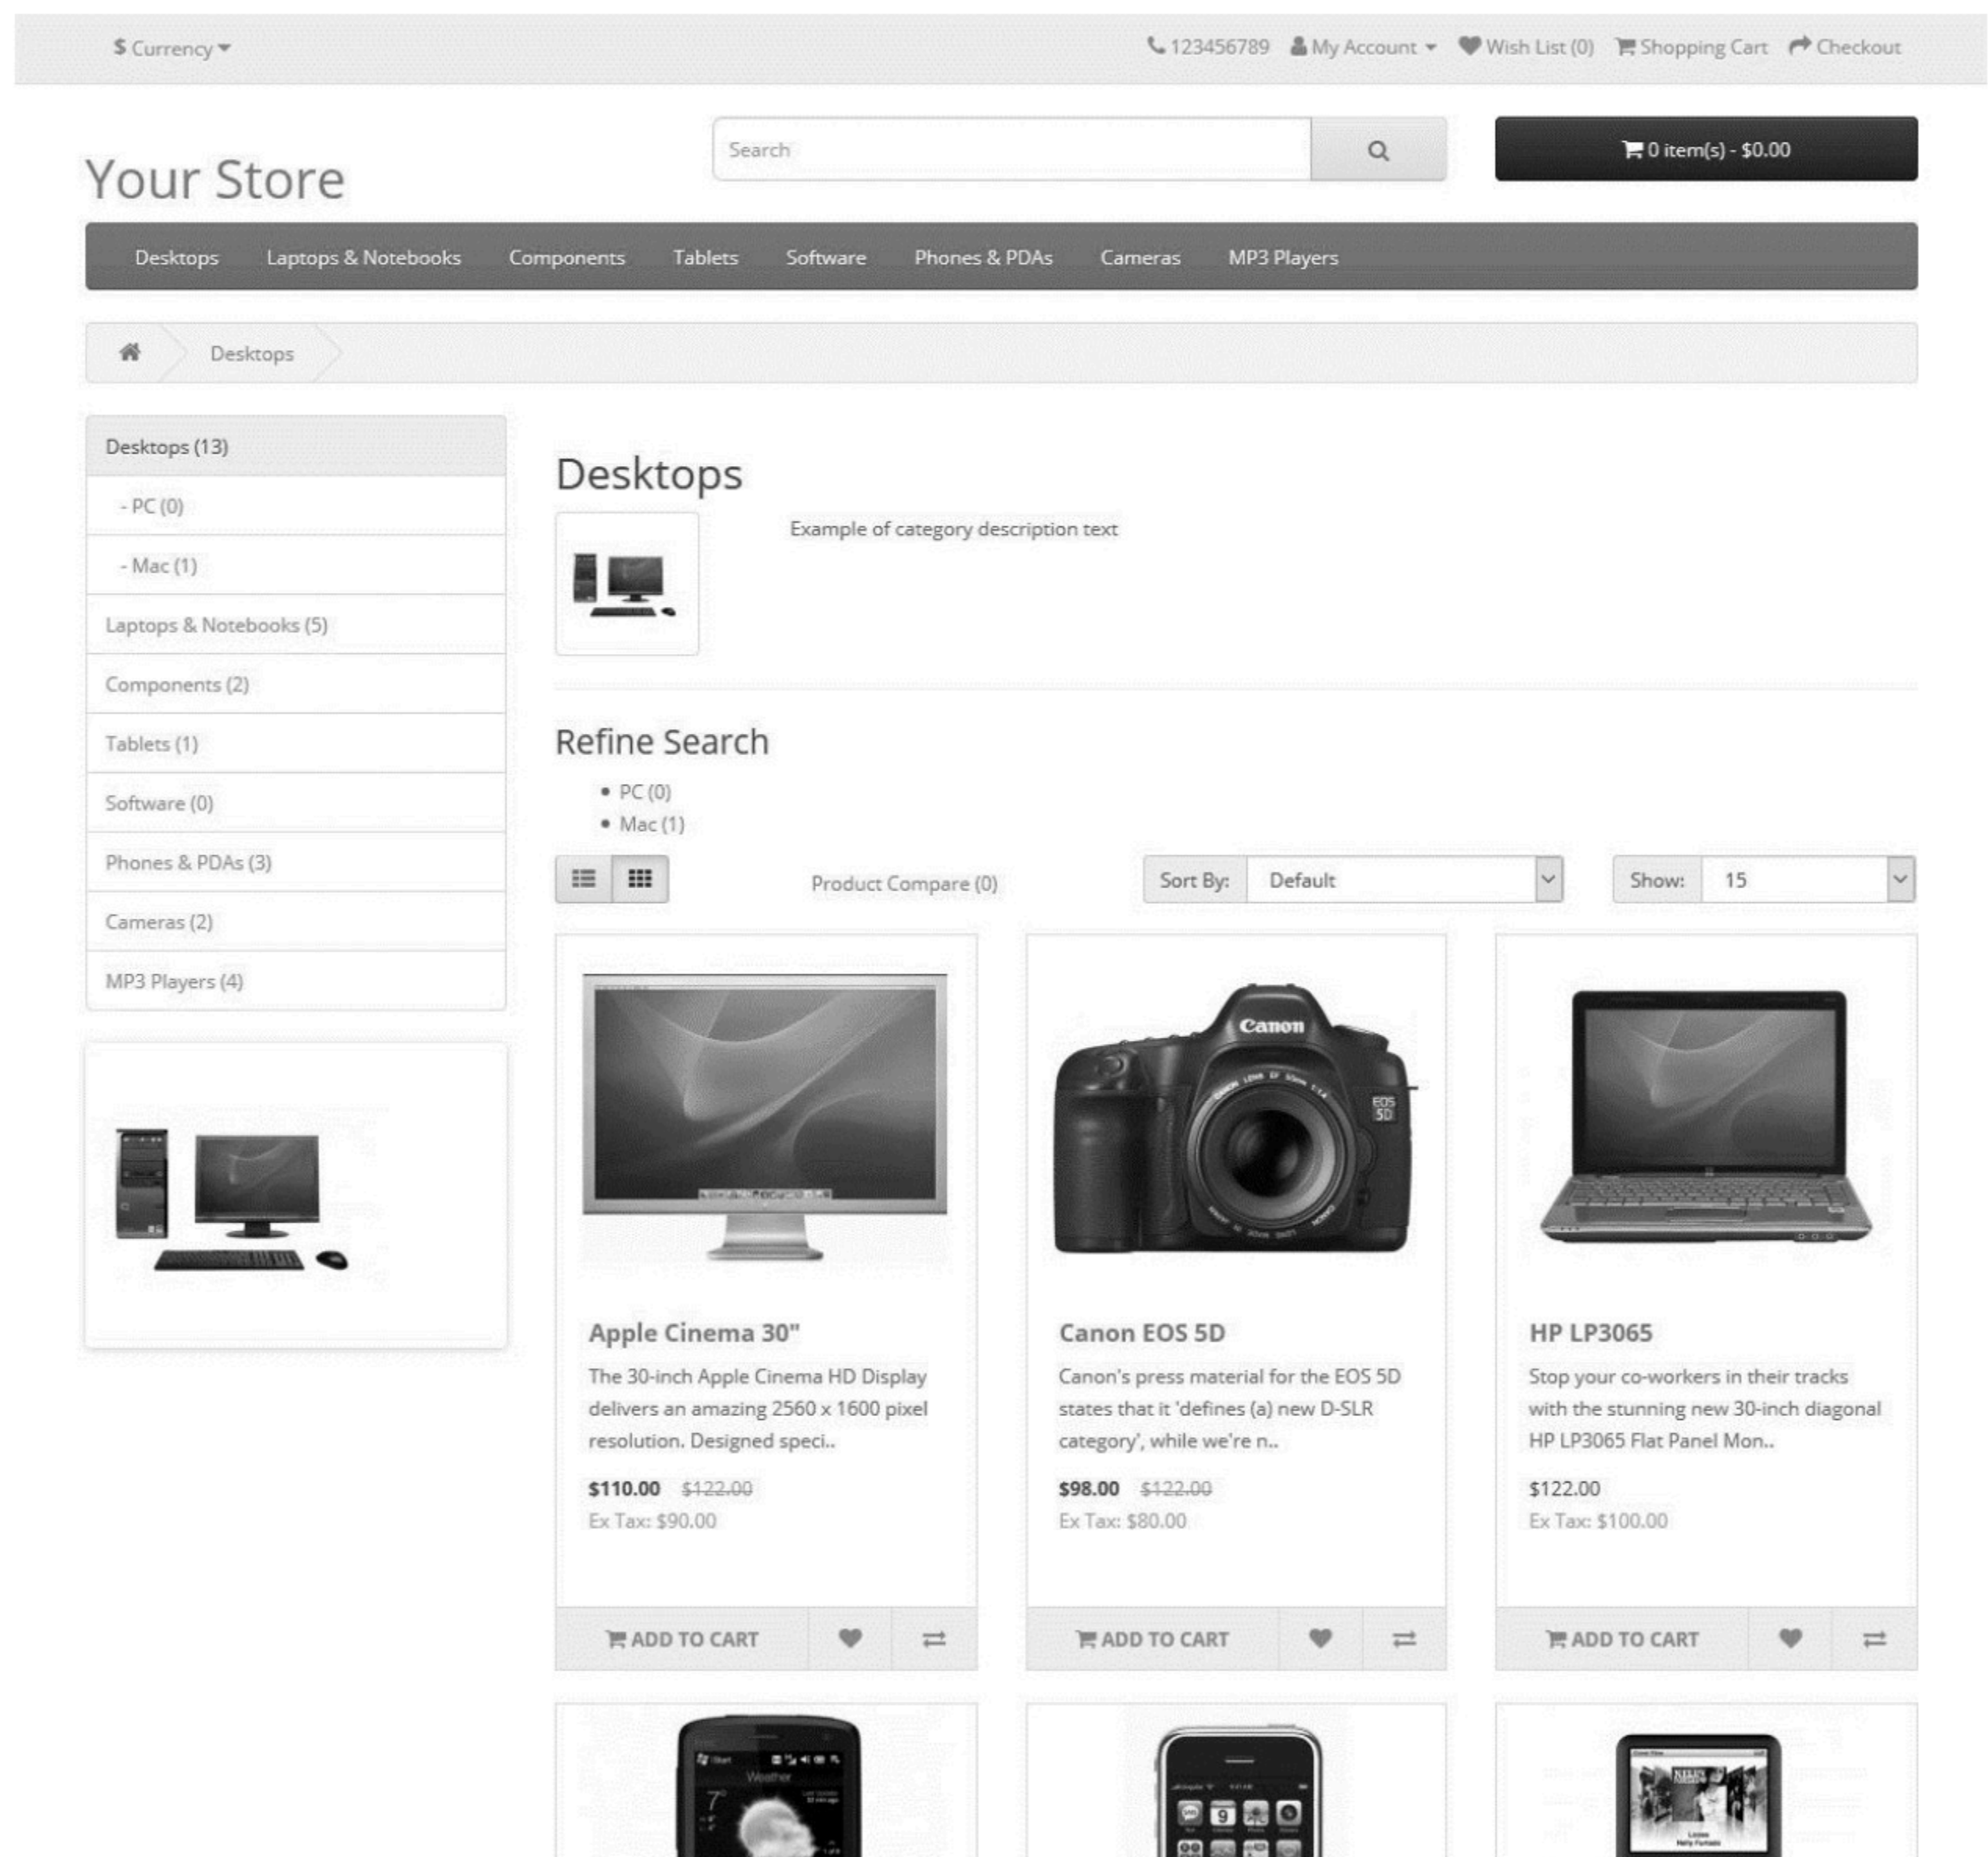 $ Currency
123456789 My Account Wish List (0) Shopping Cart Checkout
Your Store
Search
0 item(s) - $0.00
Desktops Laptops & Notebooks Components Tablets Software Phones & PDAs Cameras MP3 Players
Desktops
Desktops (13)
- PC (0)
- Mac (1)
Laptops & Notebooks (5)
Components (2)
Tablets (1)
Software (0)
Phones & PDAs (3)
Cameras (2)
MP3 Players (4)
Desktops
Example of category description text
Refine Search
PC (0)
Mac (1)
Product Compare (0)
Sort By: Default
Show: 15
Canon
EOS
5D
Apple Cinema 30"
The 30-inch Apple Cinema HD Display
delivers an amazing 2560 x 1600 pixel
resolution. Designed speci..
$110.00 $122.00
Ex Tax: $90.00
ADD TO CART
Canon EOS 5D
Canon's press material for the EOS 5D
states that it 'defines (a) new D-SLR
category', while we're n..
$98.00 $122.00
Ex Tax: $80.00
ADD TO CART
HP LP3065
Stop your co-workers in their tracks
with the stunning new 30-inch diagonal
HP LP3065 Flat Panel Mon..
$122.00
Ex Tax: $100.00
ADD TO CART
Start
Weather
7°
9